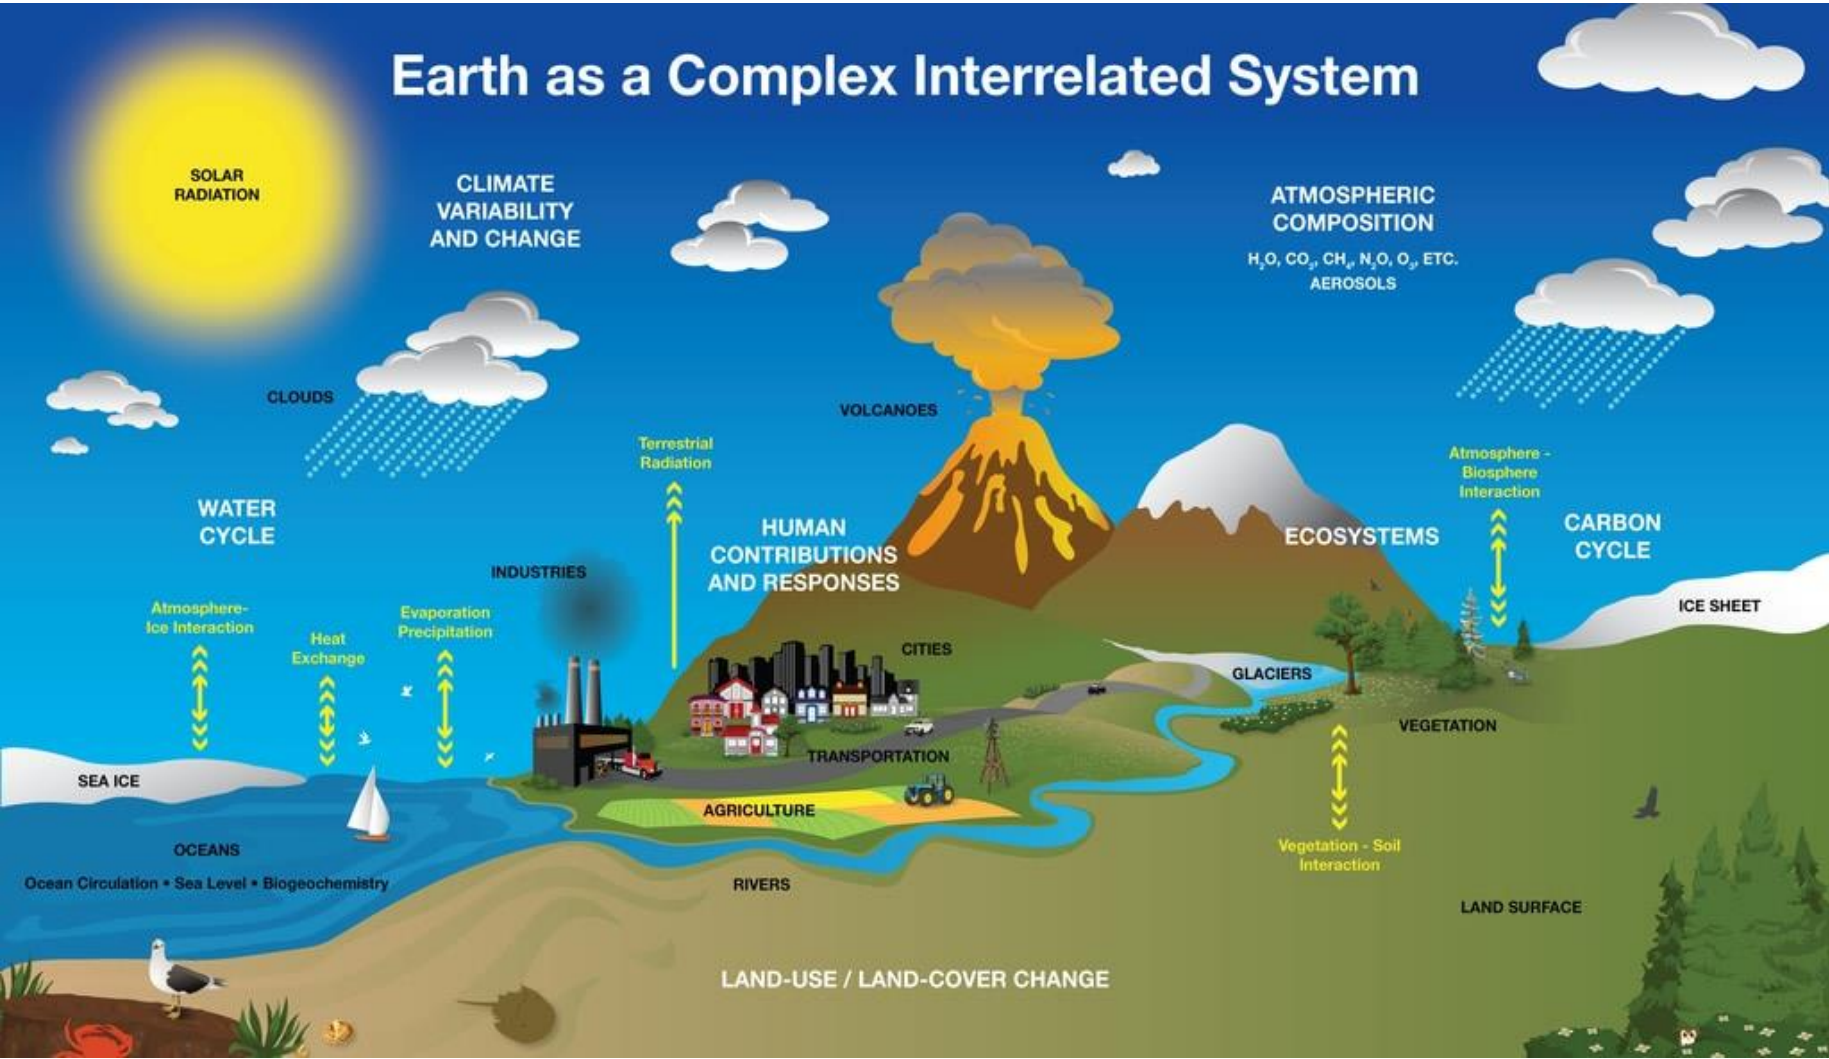 Earth as a Complex Interrelated System
SOLAR
RADIATION
CLIMATE
VARIABILITY
AND CHANGE
ATMOSPHERIC
COMPOSITION
H₂O, CO₂, CH₄, N₂O, O₃, ETC.
AEROSOLS
CLOUDS
VOLCANOES
Terrestrial
Radiation
Atmosphere -
Biosphere
Interaction
WATER
CYCLE
HUMAN
CONTRIBUTIONS
AND RESPONSES
ECOSYSTEMS
CARBON
CYCLE
INDUSTRIES
ICE SHEET
Atmosphere-
Ice Interaction
Heat
Exchange
Evaporation
Precipitation
CITIES
GLACIERS
VEGETATION
TRANSPORTATION
SEA ICE
AGRICULTURE
OCEANS
Ocean Circulation • Sea Level • Biogeochemistry
RIVERS
Vegetation - Soil
Interaction
LAND SURFACE
LAND-USE / LAND-COVER CHANGE